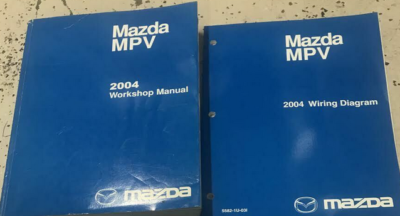 Mazda
MPV
2004
Workshop Manual
mazda
Mazda
MPV
2004 Wiring Diagram
mazda